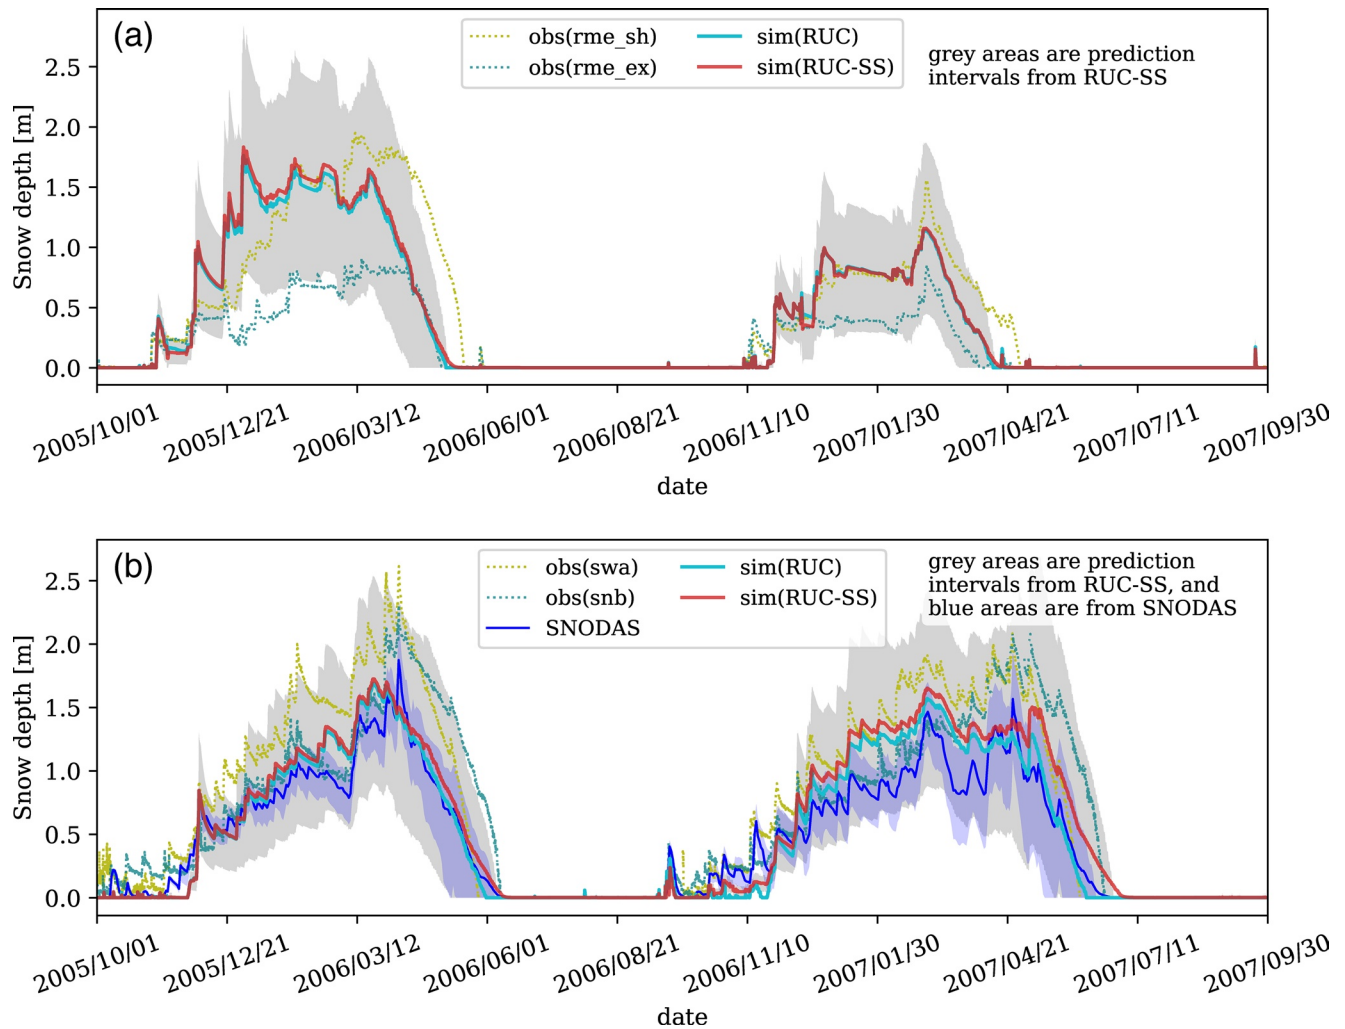 (a)
obs(rme_sh)
obs(rme_ex)
sim(RUC)
sim(RUC-SS)
grey areas are prediction
intervals from RUC-SS
Snow depth [m]
2.5
2.0
1.5
1.0
0.5
0.0
2005/10/01
2005/12/21
2006/03/12
2006/06/01
2006/08/21
2006/11/10
2007/01/30
2007/04/21
2007/07/11
2007/09/30
date
(b)
obs(swa)
obs(snb)
SNODAS
sim(RUC)
sim(RUC-SS)
grey areas are prediction
intervals from RUC-SS, and
blue areas are from SNODAS
Snow depth [m]
2.5
2.0
1.5
1.0
0.5
0.0
2005/10/01
2005/12/21
2006/03/12
2006/06/01
2006/08/21
2006/11/10
2007/01/30
2007/04/21
2007/07/11
2007/09/30
date